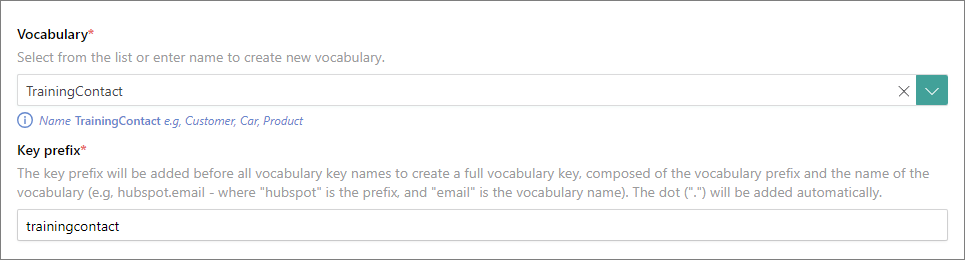 Vocabulary*
Select from the list or enter name to create new vocabulary.
TrainingContact
Name TrainingContact e.g, Customer, Car, Product
Key prefix*
The key prefix will be added before all vocabulary key names to create a full vocabulary key, composed of the vocabulary prefix and the name of the
vocabulary (e.g, hubspot.email - where "hubspot" is the prefix, and "email" is the vocabulary name). The dot (".") will be added automatically.
trainingcontact